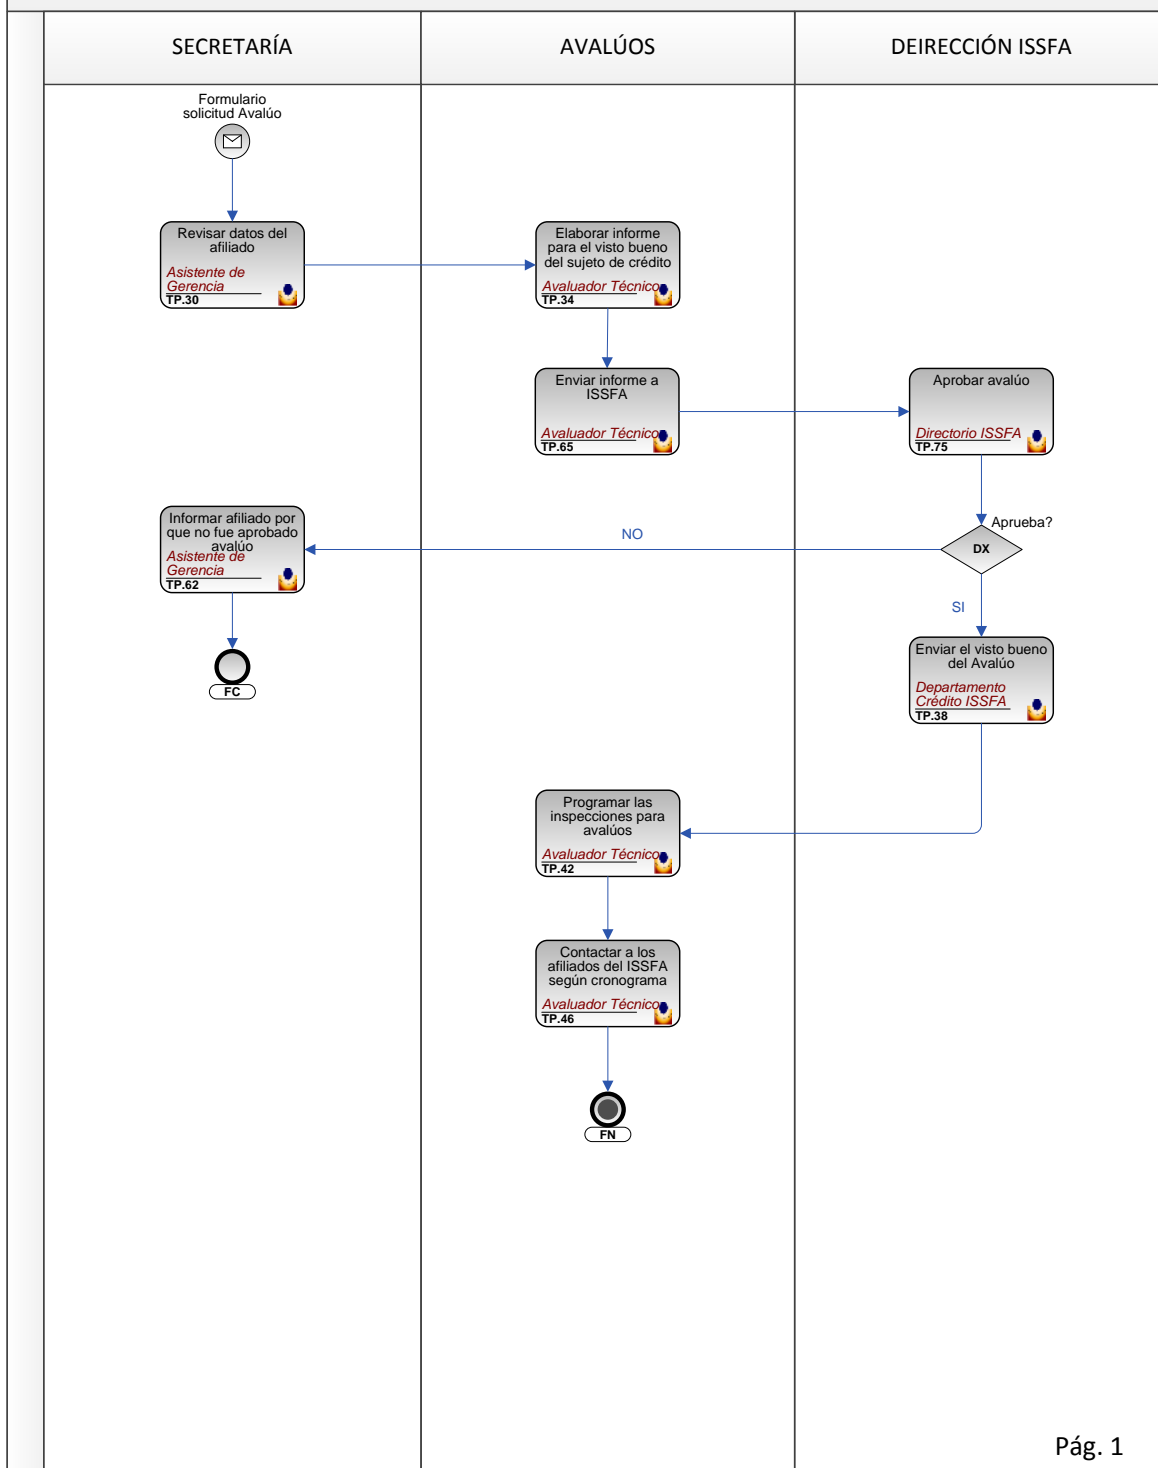 SECRETARÍA
AVALÚOS
DEIRECCIÓN ISSFA
Formulario
solicitud Avalúo
Revisar datos del
afiliado
Asistente de
Gerencia
TP.30
Elaborar informe
para el visto bueno
del sujeto de crédito
Avaluador Técnico
TP.34
Enviar informe a
ISSFA
Avaluador Técnico
TP.65
Aprobar avalúo
Directorio ISSFA
TP.75
Aprueba?
DX
NO
SI
Informar afiliado por
que no fue aprobado
avalúo
Asistente de
Gerencia
TP.62
FC
Enviar el visto bueno
del Avalúo
Departamento
Crédito ISSFA
TP.38
Programar las
inspecciones para
avalúos
Avaluador Técnico
TP.42
Contactar a los
afiliados del ISSFA
según cronograma
Avaluador Técnico
TP.46
FN
Pág. 1